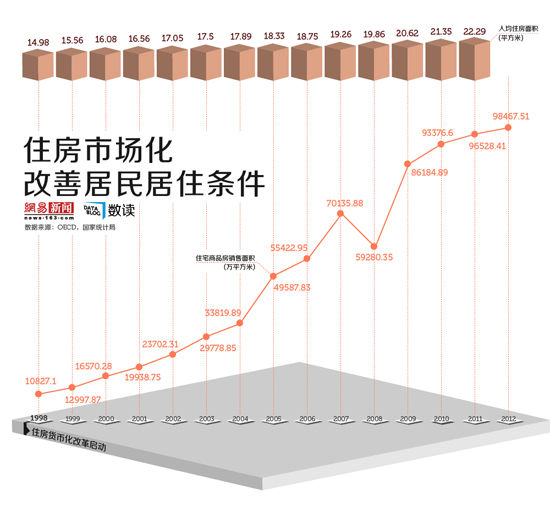 14.98 15.56 16.08 16.56 17.05 17.5 17.89 18.33 18.75 19.26 19.86 20.62 21.35 22.29
人均住房面积
(平方米)
住房市场化
改善居民居住条件
網易新闻
news·163·com
DATA
BLOG
数读
数据来源：OECD，国家统计局
98467.51
93376.6
96528.41
86184.89
70135.88
59280.35
55422.95
住宅商品房销售面积
(万平方米)
49587.83
33819.89
29778.85
23702.31
19938.75
16570.28
12997.87
10827.1
1998 1999 2000 2001 2002 2003 2004 2005 2006 2007 2008 2009 2010 2011 2012
住房货币化改革启动